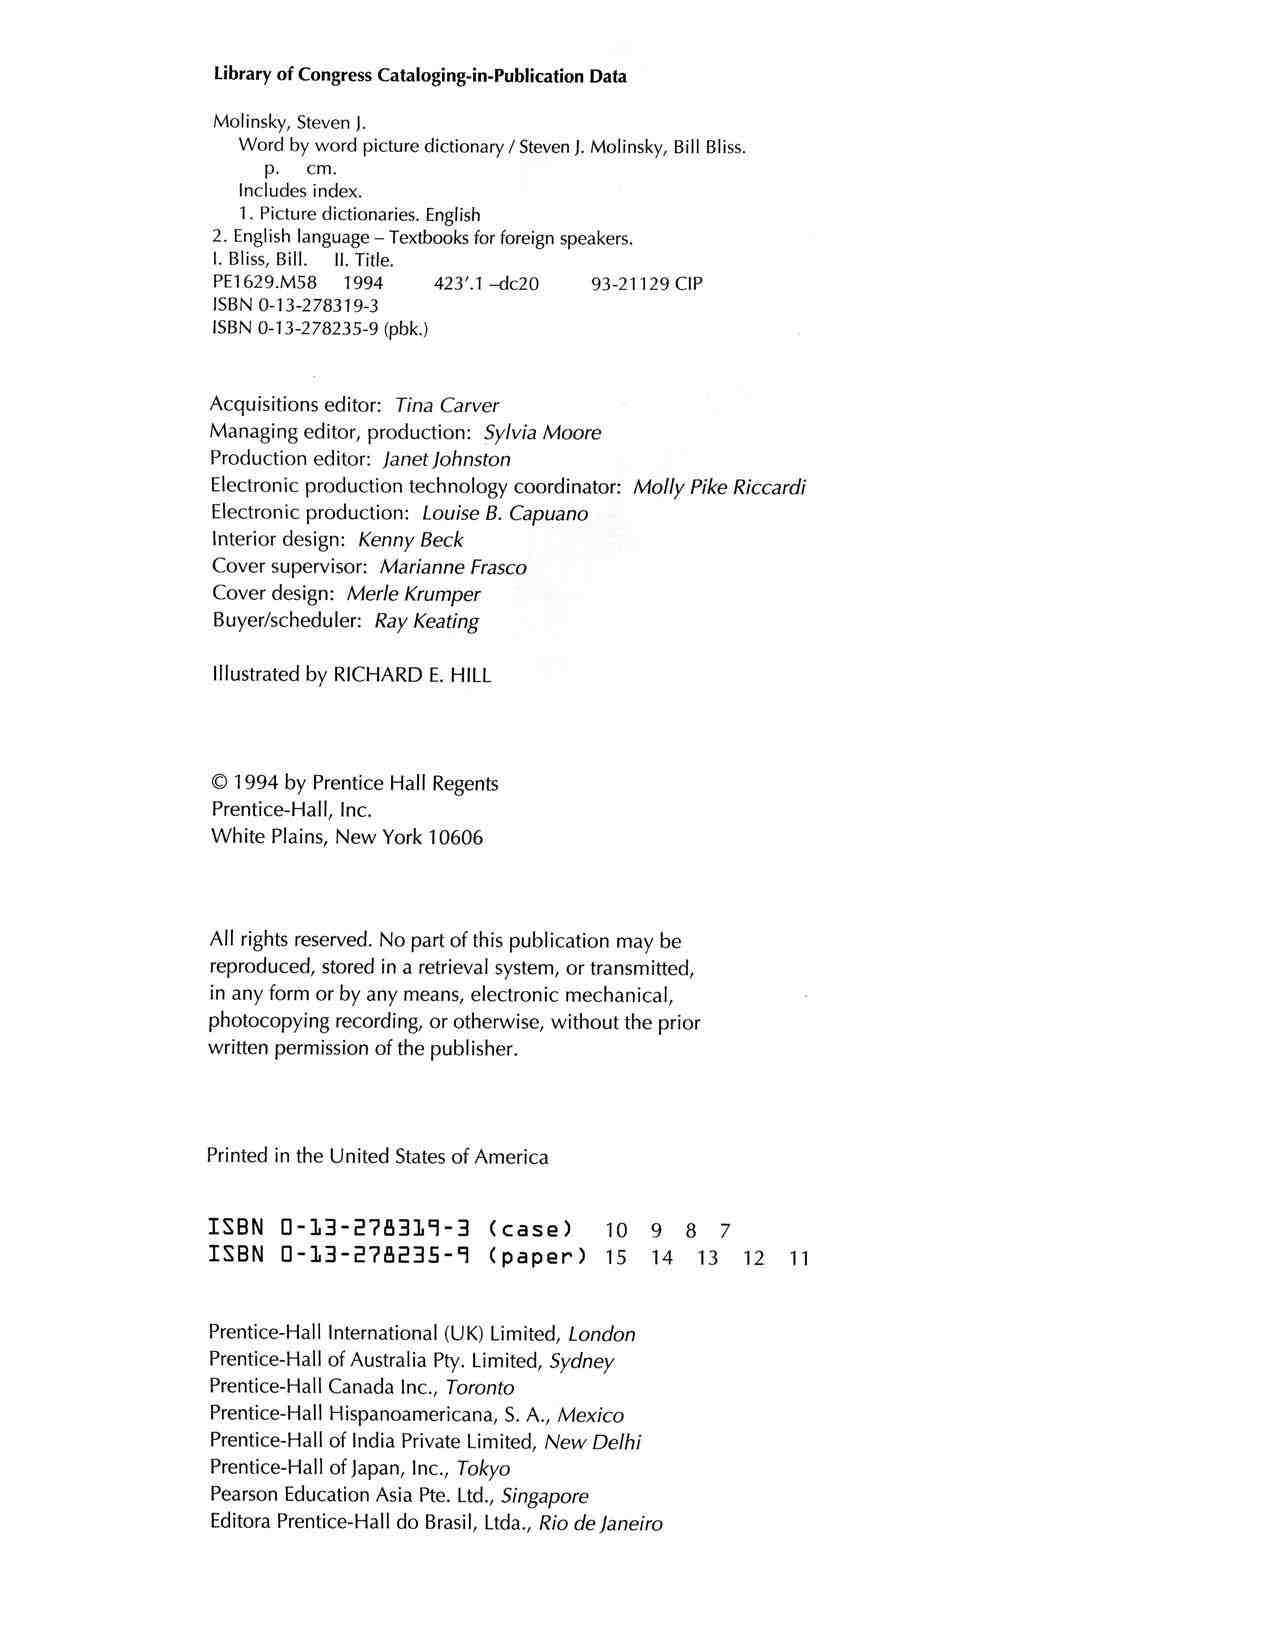 Library of Congress Cataloging-in-Publication Data
Molinsky, Steven J.
Word by word picture dictionary / Steven J. Molinsky, Bill Bliss.
p. cm.
Includes index.
1. Picture dictionaries. English
2. English language – Textbooks for foreign speakers.
I. Bliss, Bill. II. Title.
PE1629.M58 1994 423′.1 –dc20 93-21129 CIP
ISBN 0-13-278319-3
ISBN 0-13-278235-9 (pbk.)
Acquisitions editor: Tina Carver
Managing editor, production: Sylvia Moore
Production editor: Janet Johnston
Electronic production technology coordinator: Molly Pike Riccardi
Electronic production: Louise B. Capuano
Interior design: Kenny Beck
Cover supervisor: Marianne Frasco
Cover design: Merle Krumper
Buyer/scheduler: Ray Keating
Illustrated by RICHARD E. HILL
© 1994 by Prentice Hall Regents
Prentice-Hall, Inc.
White Plains, New York 10606
All rights reserved. No part of this publication may be
reproduced, stored in a retrieval system, or transmitted,
in any form or by any means, electronic mechanical,
photocopying recording, or otherwise, without the prior
written permission of the publisher.
Printed in the United States of America
ISBN 0-13-278319-3 (case) 10 9 8 7
ISBN 0-13-278235-9 (paper) 15 14 13 12 11
Prentice-Hall International (UK) Limited, London
Prentice-Hall of Australia Pty. Limited, Sydney
Prentice-Hall Canada Inc., Toronto
Prentice-Hall Hispanoamericana, S. A., Mexico
Prentice-Hall of India Private Limited, New Delhi
Prentice-Hall of Japan, Inc., Tokyo
Pearson Education Asia Pte. Ltd., Singapore
Editora Prentice-Hall do Brasil, Ltda., Rio de Janeiro